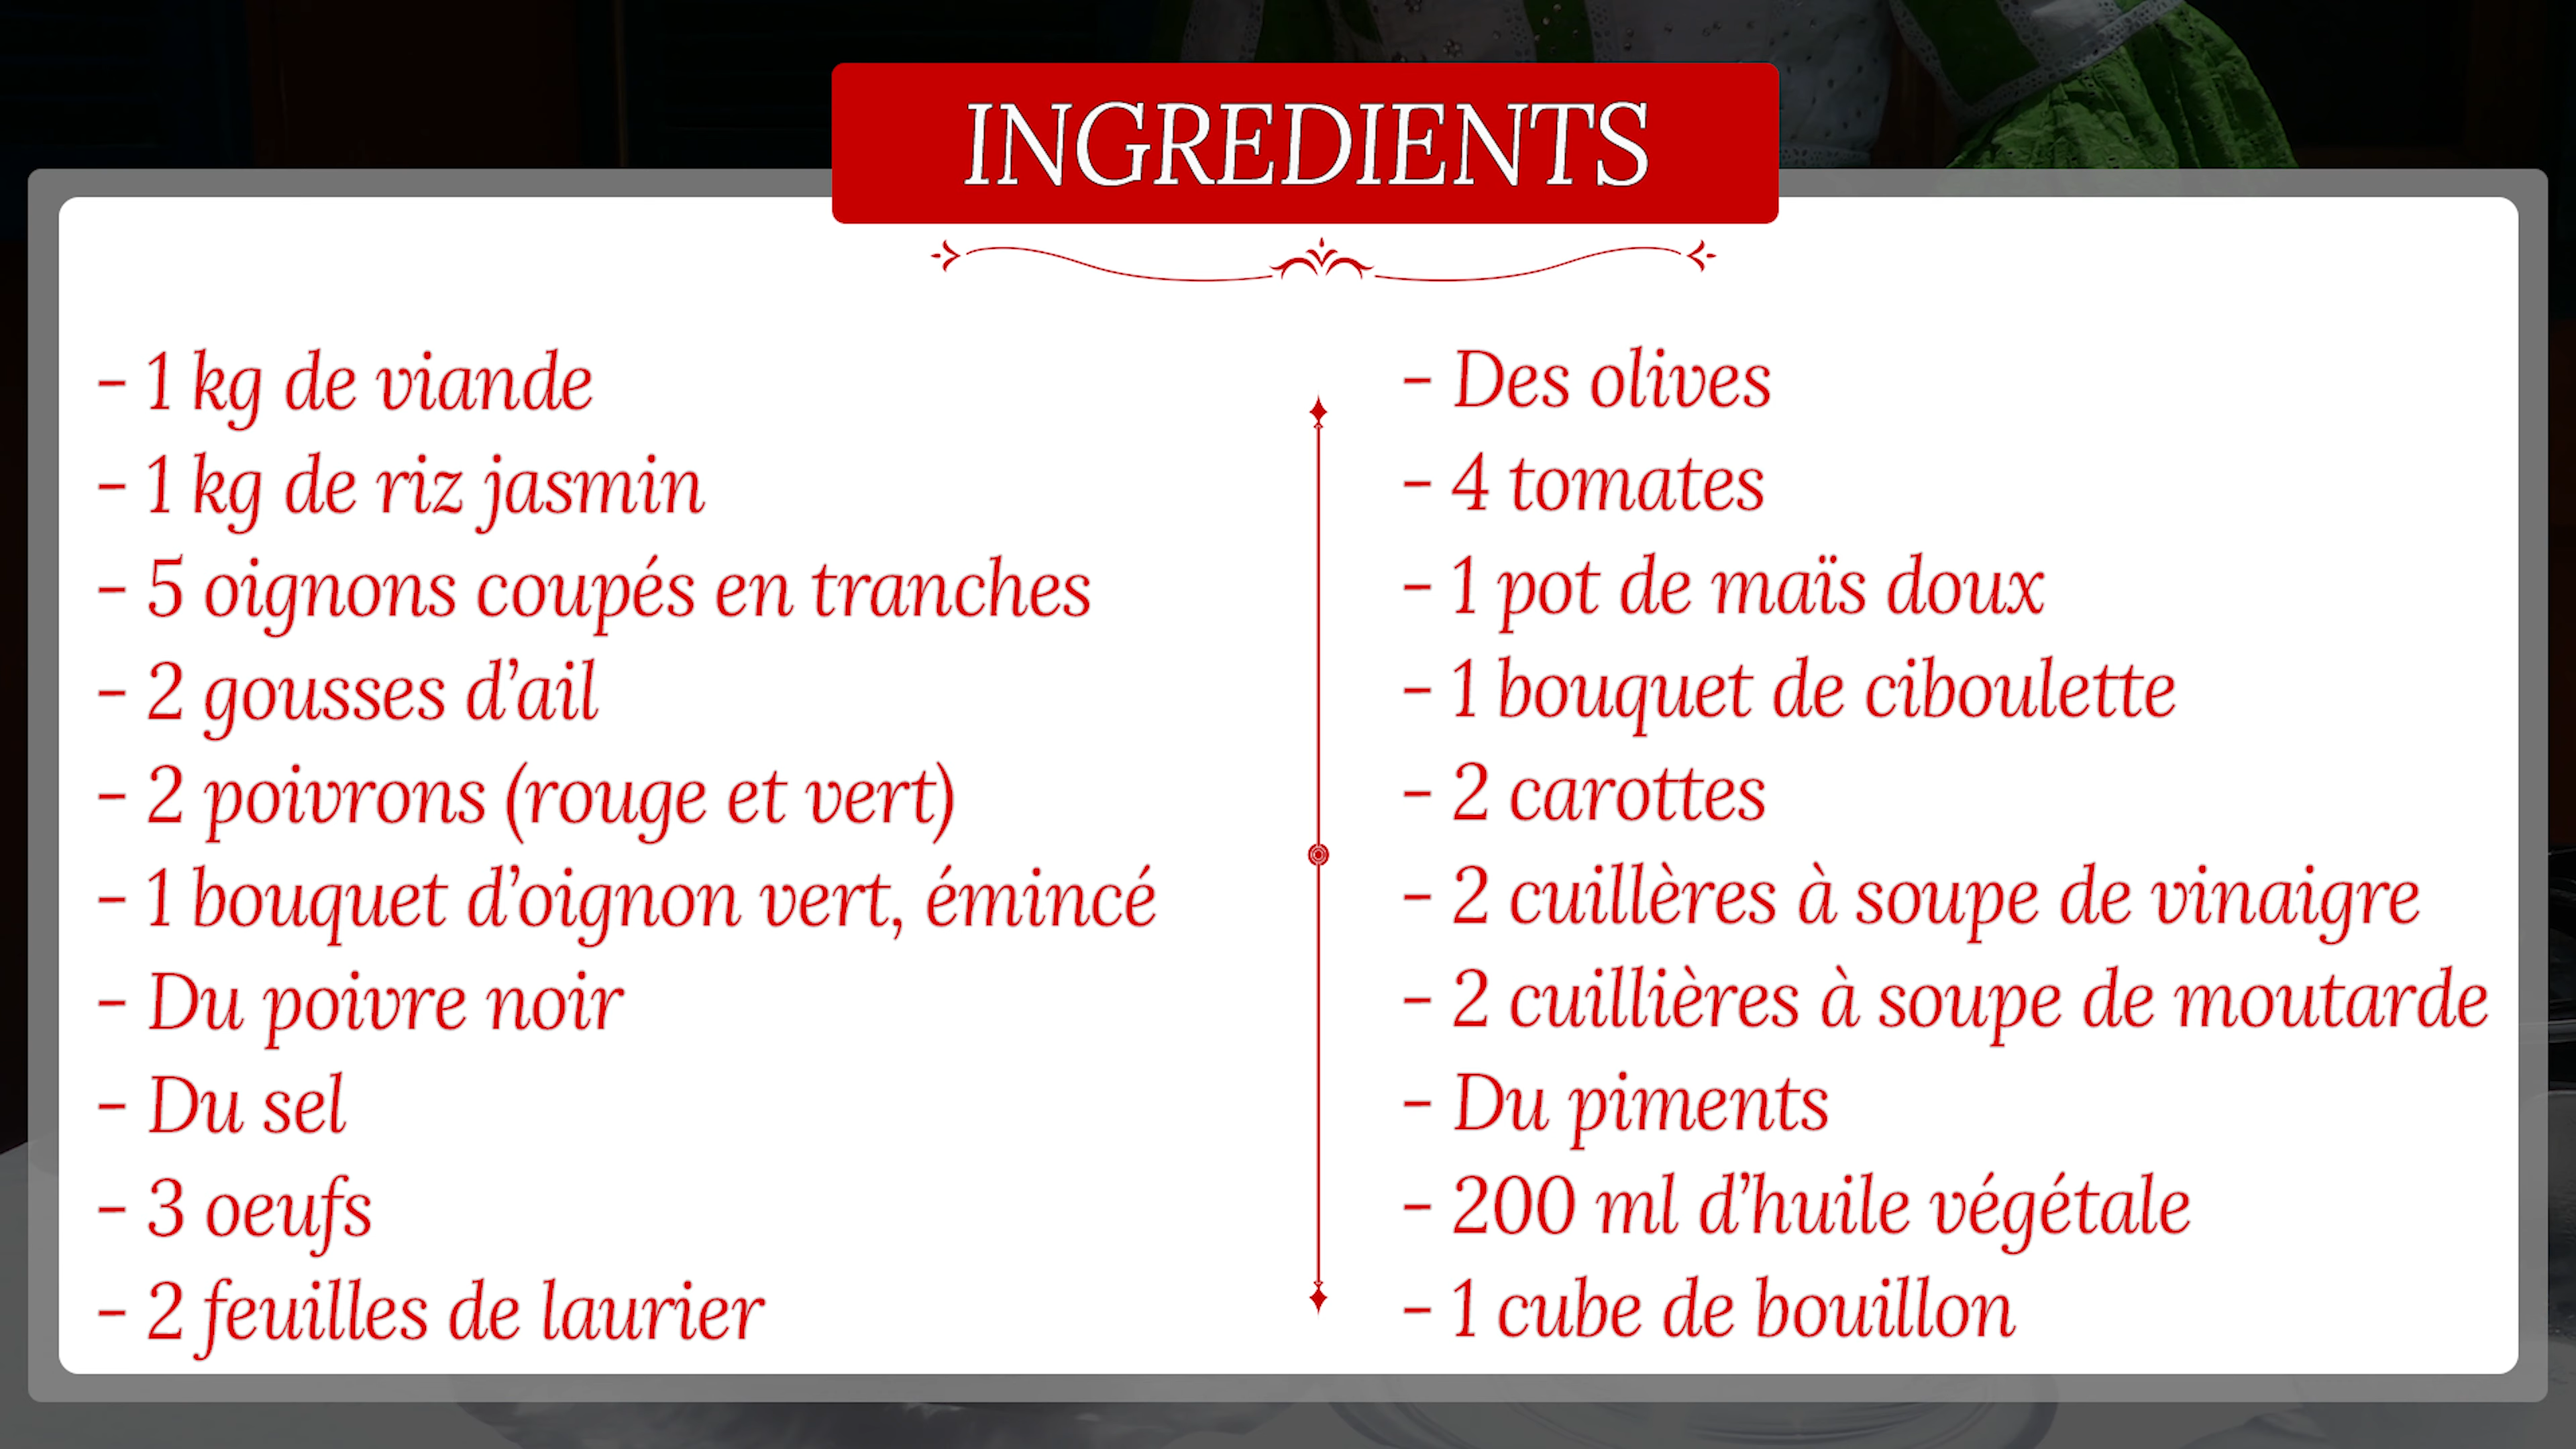 INGREDIENTS
- 1 kg de viande
- 1 kg de riz jasmin
- 5 oignons coupés en tranches
- 2 gousses d’ail
- 2 poivrons (rouge et vert)
- 1 bouquet d’oignon vert, émincé
- Du poivre noir
- Du sel
- 3 oeufs
- 2 feuilles de laurier
- Des olives
- 4 tomates
- 1 pot de maïs doux
- 1 bouquet de ciboulette
- 2 carottes
- 2 cuillères à soupe de vinaigre
- 2 cuillières à soupe de moutarde
- Du piments
- 200 ml d’huile végétale
- 1 cube de bouillon